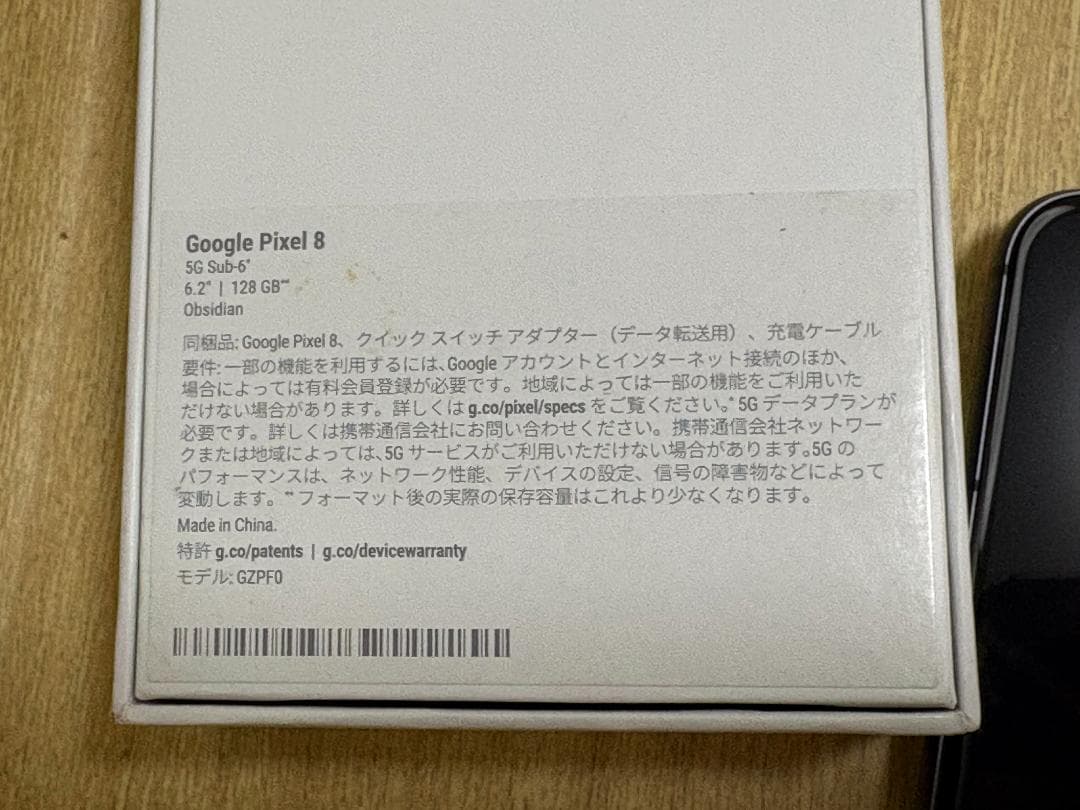 Google Pixel 8
5G Sub-6*
6.2" | 128 GB**
Obsidian
同梱品: Google Pixel 8、クイック スイッチ アダプター（データ転送用）、充電ケーブル
要件: 一部の機能を利用するには、Google アカウントとインターネット接続のほか、
場合によっては有料会員登録が必要です。地域によっては一部の機能をご利用いた
だけない場合があります。詳しくは g.co/pixel/specs をご覧ください。* 5G データプランが
必要です。詳しくは携帯通信会社にお問い合わせください。携帯通信会社ネットワー
クまたは地域によっては、5G サービスがご利用いただけない場合があります。5G の
パフォーマンスは、ネットワーク性能、デバイスの設定、信号の障害物などによって
変動します。** フォーマット後の実際の保存容量はこれより少なくなります。
Made in China.
特許 g.co/patents | g.co/devicewarranty
モデル: GZPF0